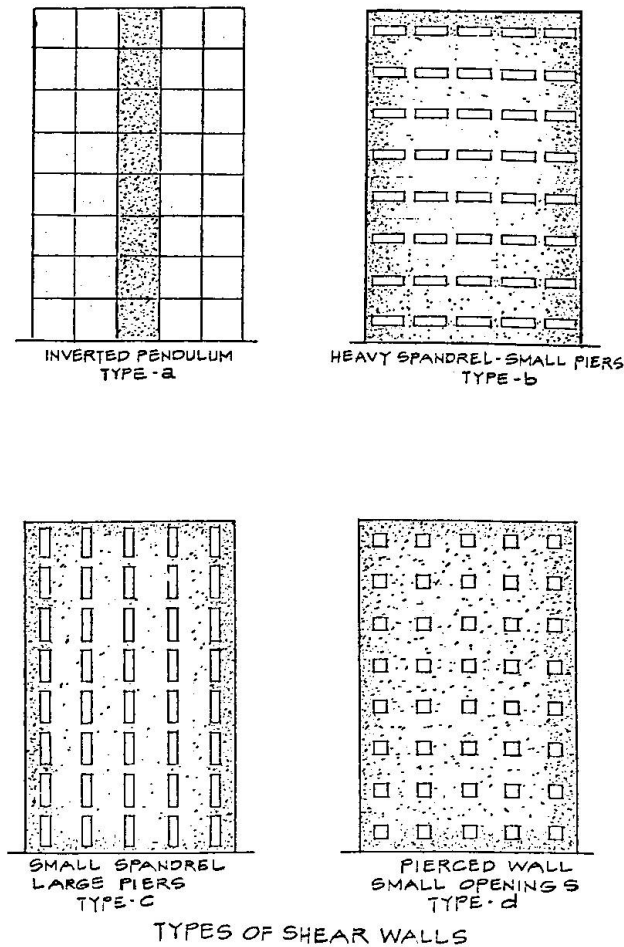 INVERTED PENDULUM
TYPE-a
HEAVY SPANDREL-SMALL PIERS
TYPE-b
SMALL SPANDREL
LARGE PIERS
TYPE-C
PIERCED WALL
SMALL OPENINGS
TYPE-d
TYPES OF SHEAR WALLS